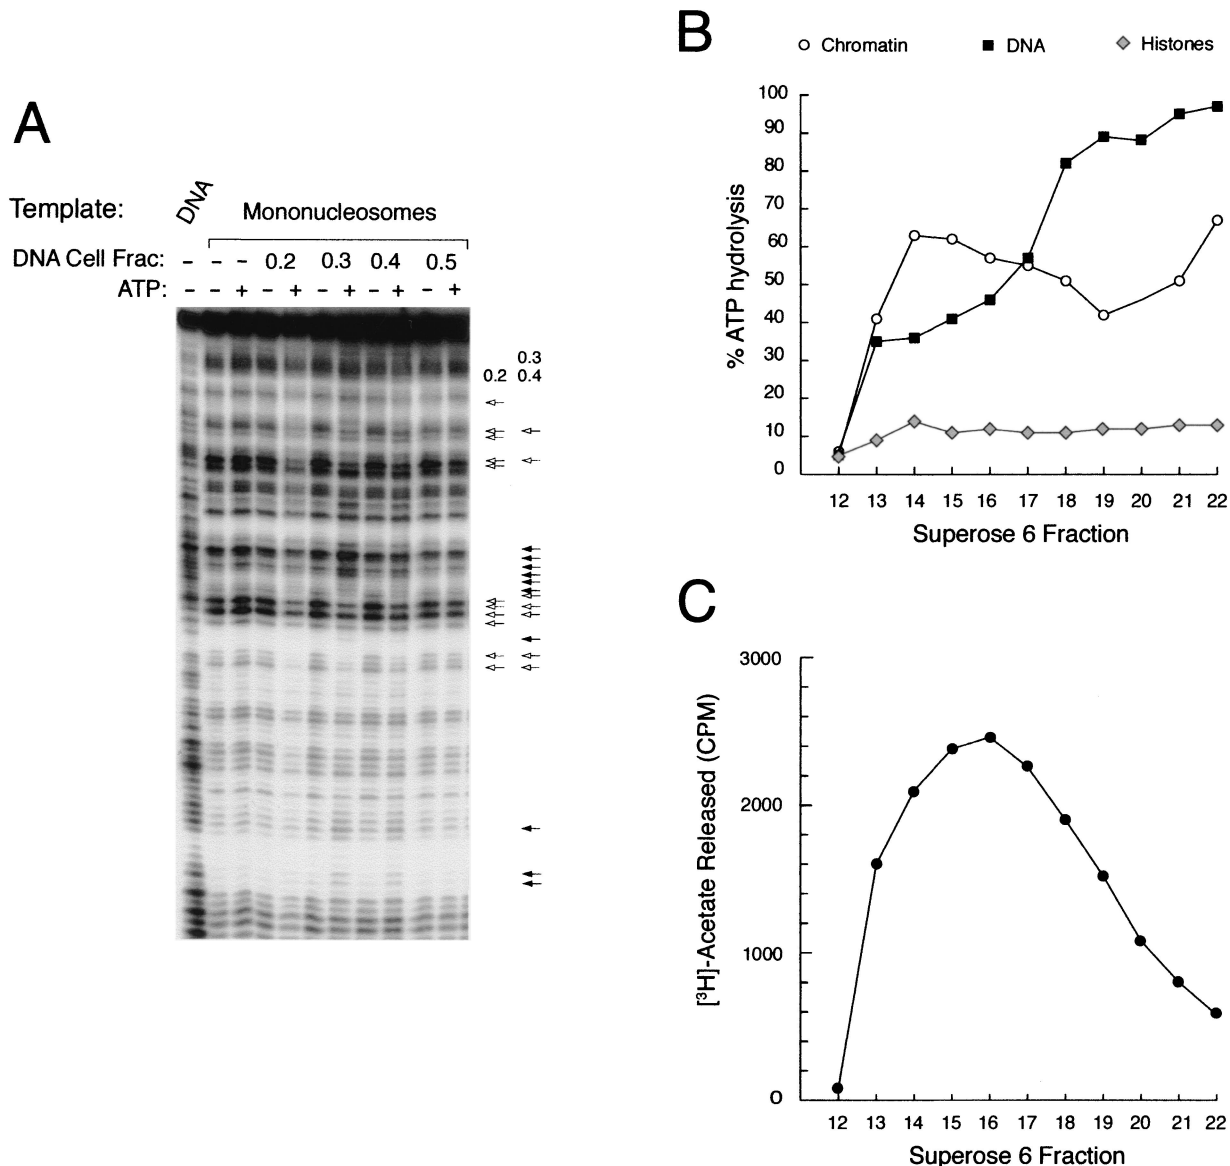 A
Template: DNA Mononucleosomes
DNA Cell Frac: – – – 0.2 0.3 0.4 0.5
ATP: – – + – + – + – + – +
0.3
0.2 0.4
B
Chromatin DNA Histones
100
90
80
70
60
50
40
30
20
10
0
% ATP hydrolysis
12 13 14 15 16 17 18 19 20 21 22
Superose 6 Fraction
C
3000
2000
1000
0
[³H]-Acetate Released (CPM)
12 13 14 15 16 17 18 19 20 21 22
Superose 6 Fraction